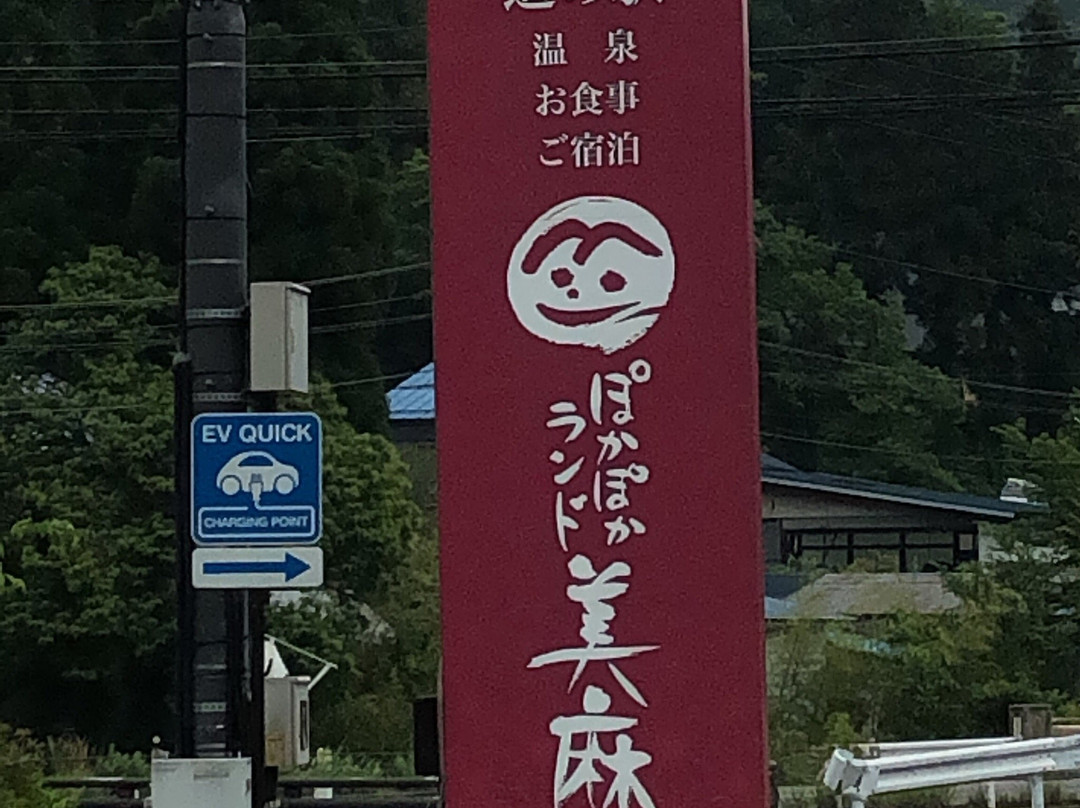 温 泉
お食事
ご宿泊
ぽかぽか
ランド
美麻
EV QUICK
CHARGING POINT